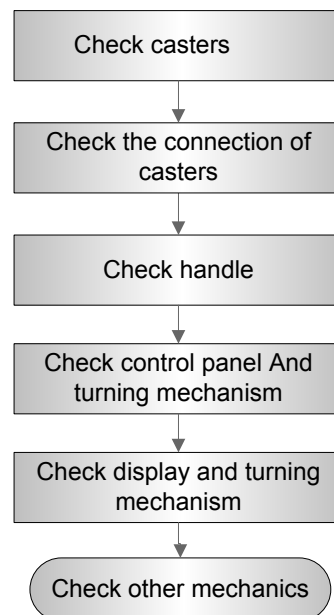 Check casters
Check the connection of
casters
Check handle
Check control panel And
turning mechanism
Check display and turning
mechanism
Check other mechanics